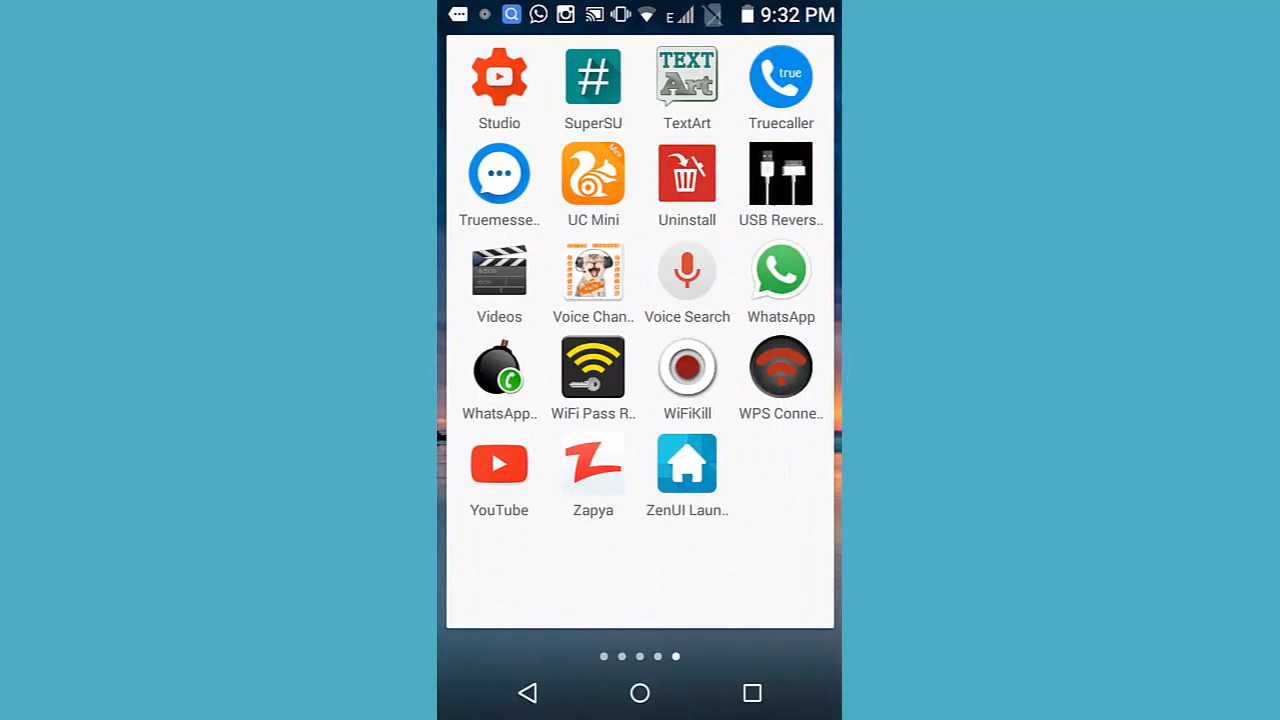 E 9:32 PM
Studio SuperSU TextArt Truecaller
TEXT Art
true
Truemesse.. UC Mini Uninstall USB Revers..
Mini
Videos Voice Chan.. Voice Search WhatsApp
WhatsApp.. WiFi Pass R.. WiFiKill WPS Conne..
YouTube Zapya ZenUI Laun..